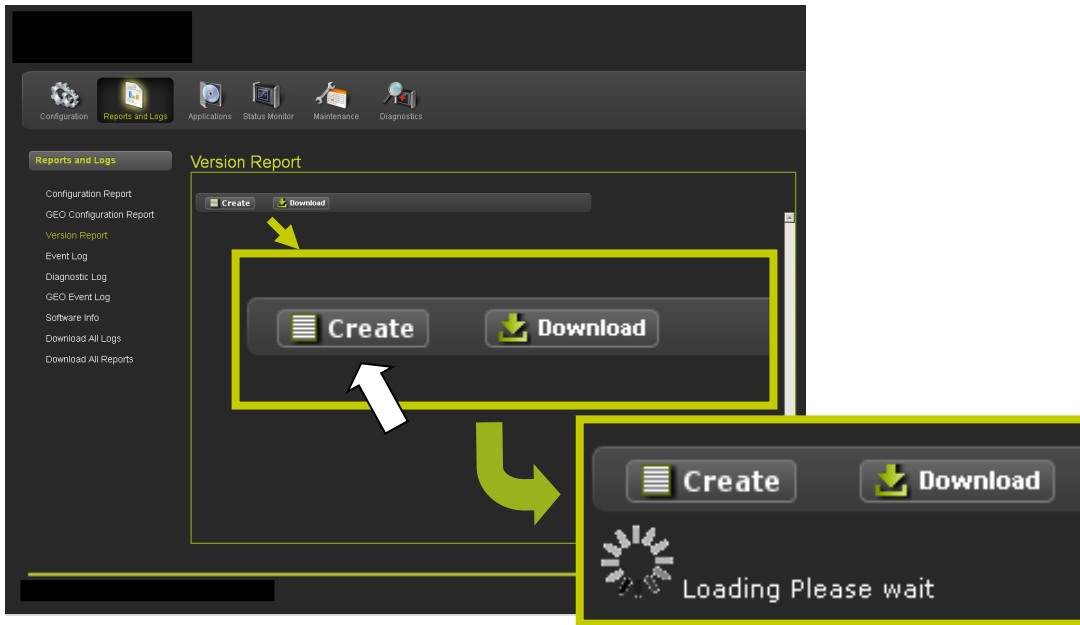 Configuration Reports and Logs Applications Status Monitor Maintenance Diagnostics
Reports and Logs
Version Report
Configuration Report
GEO Configuration Report
Version Report
Event Log
Diagnostic Log
GEO Event Log
Software Info
Download All Logs
Download All Reports
Create Download
Create Download
Create Download
Loading Please wait